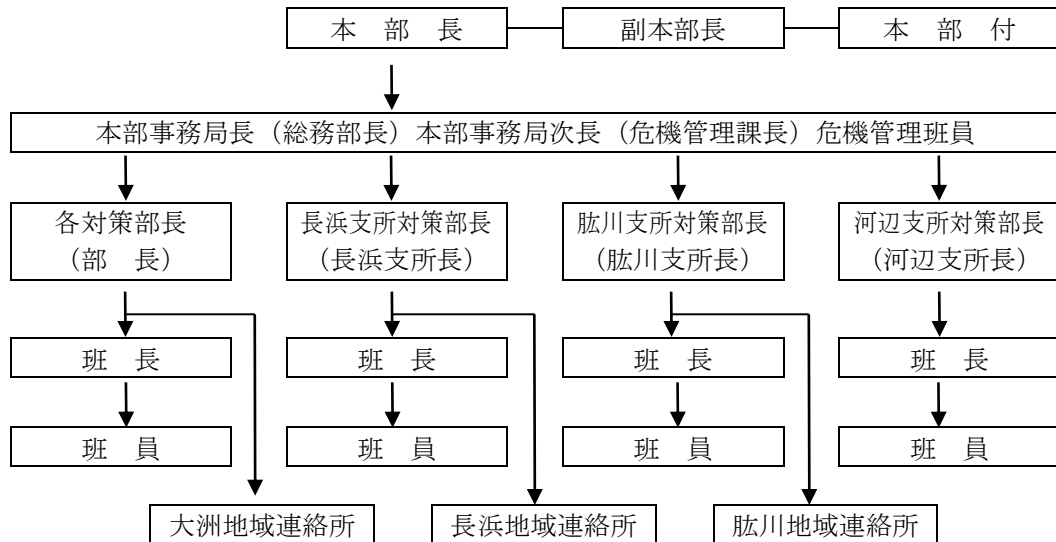 本　部　長
副本部長
本　部　付
本部事務局長（総務部長）本部事務局次長（危機管理課長）危機管理班員
各対策部長
（部　長）
長浜支所対策部長
（長浜支所長）
肱川支所対策部長
（肱川支所長）
河辺支所対策部長
（河辺支所長）
班　長
班　長
班　長
班　長
班　員
班　員
班　員
班　員
大洲地域連絡所
長浜地域連絡所
肱川地域連絡所